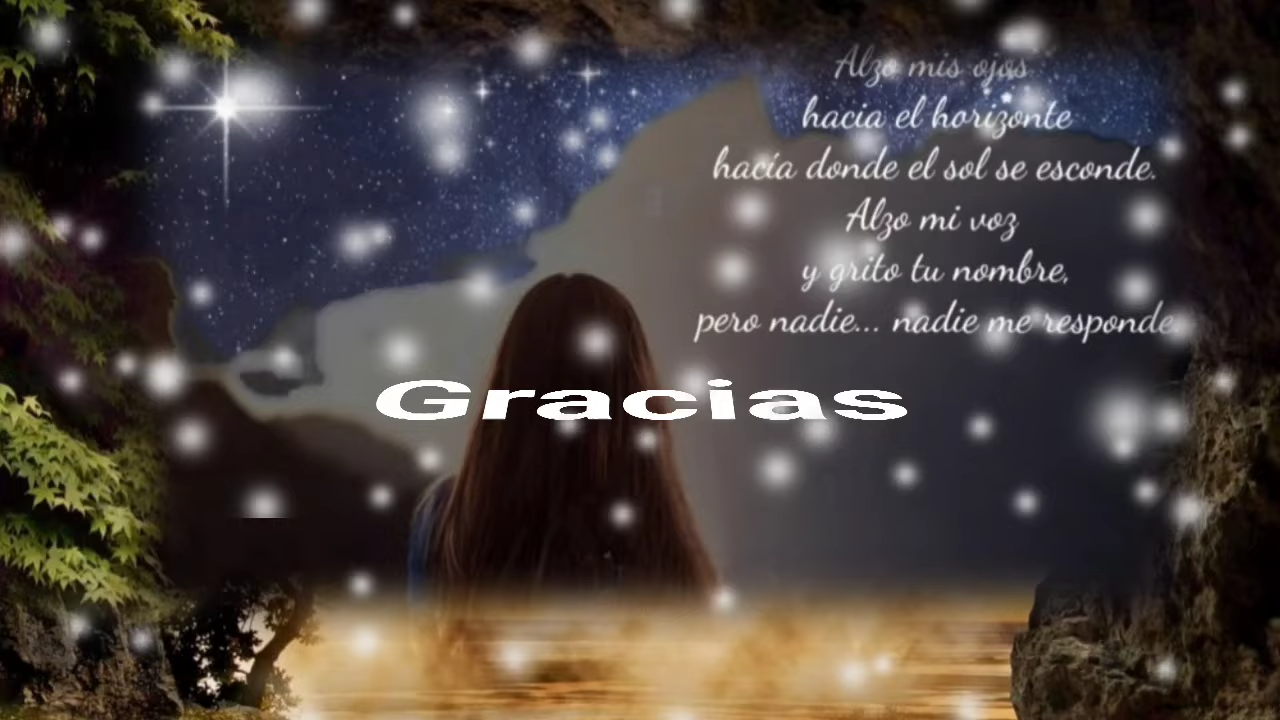 Alzo mis ojos
hacia el horizonte
hacía donde el sol se esconde.
Alzo mi voz
y grito tu nombre,
pero nadie... nadie me responde.
Gracias